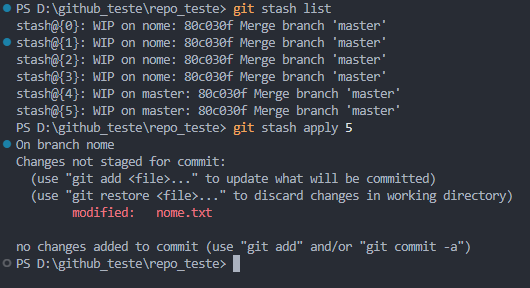 PS D:\github_teste\repo_teste> git stash list
stash@{0}: WIP on nome: 80c030f Merge branch 'master'
stash@{1}: WIP on nome: 80c030f Merge branch 'master'
stash@{2}: WIP on nome: 80c030f Merge branch 'master'
stash@{3}: WIP on nome: 80c030f Merge branch 'master'
stash@{4}: WIP on master: 80c030f Merge branch 'master'
stash@{5}: WIP on master: 80c030f Merge branch 'master'
PS D:\github_teste\repo_teste> git stash apply 5
On branch nome
Changes not staged for commit:
  (use "git add <file>..." to update what will be committed)
  (use "git restore <file>..." to discard changes in working directory)
        modified:   nome.txt

no changes added to commit (use "git add" and/or "git commit -a")
PS D:\github_teste\repo_teste>